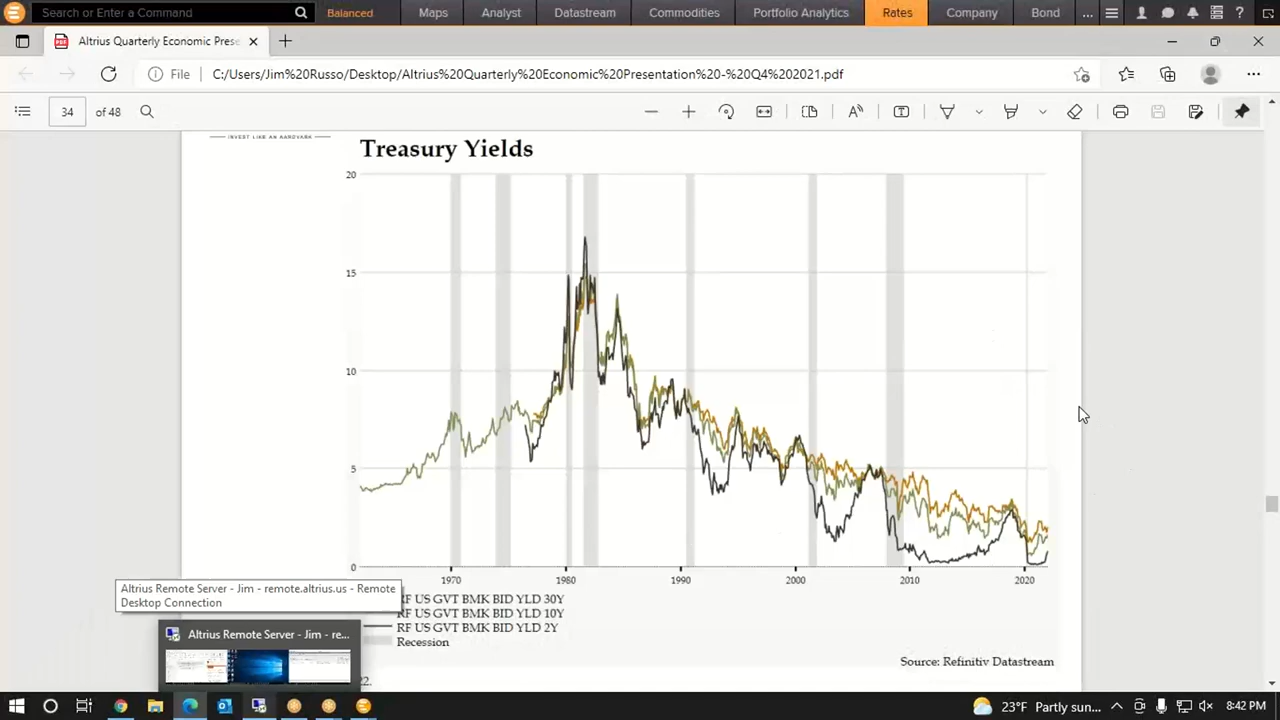 Search or Enter a Command
Balanced
Maps
Analyst
Datastream
Commodities
Portfolio Analytics
Rates
Company
Bond
...
Altrius Quarterly Economic Prese
File
C:/Users/Jim%20Russo/Desktop/Altrius%20Quarterly%20Economic%20Presentation%20-%20Q4%202021.pdf
34 of 48
INVEST LIKE AN AARDVARK
Treasury Yields
20
15
10
5
0
1970 1980 1990 2000 2010 2020
Altrius Remote Server - Jim - remote.altrius.us - Remote
Desktop Connection
RF US GVT BMK BID YLD 30Y
RF US GVT BMK BID YLD 10Y
RF US GVT BMK BID YLD 2Y
Recession
Altrius Remote Server - Jim - re...
Source: Refinitiv Datastream
22.
23°F Partly sun...
8:42 PM